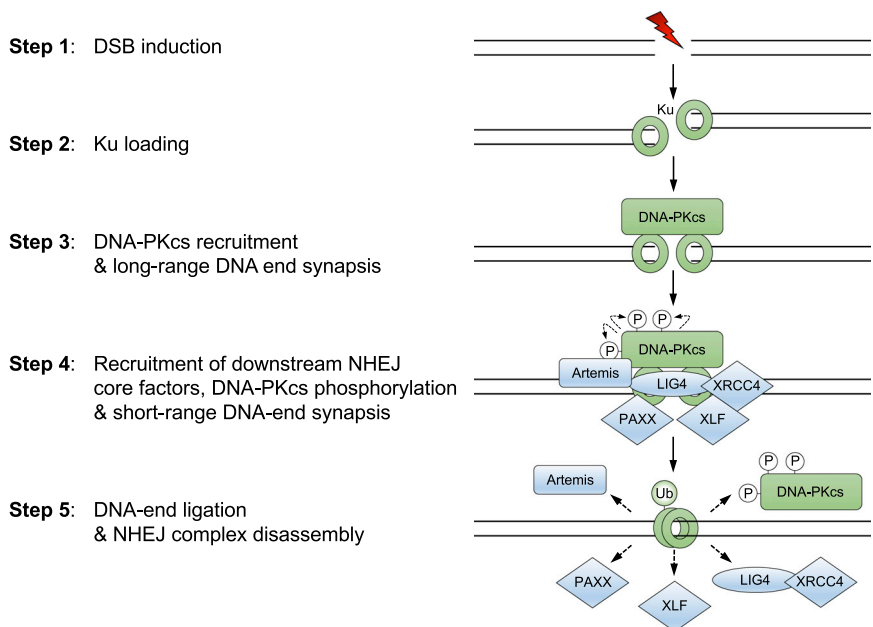 Step 1: DSB induction
Ku
Step 2: Ku loading
DNA-PKcs
Step 3: DNA-PKcs recruitment
& long-range DNA end synapsis
P P
P
DNA-PKcs
Step 4: Recruitment of downstream NHEJ
core factors, DNA-PKcs phosphorylation
& short-range DNA-end synapsis
Artemis
LIG4
XRCC4
PAXX
XLF
Step 5: DNA-end ligation
& NHEJ complex disassembly
Artemis
Ub
P P
P
DNA-PKcs
PAXX
XLF
LIG4
XRCC4